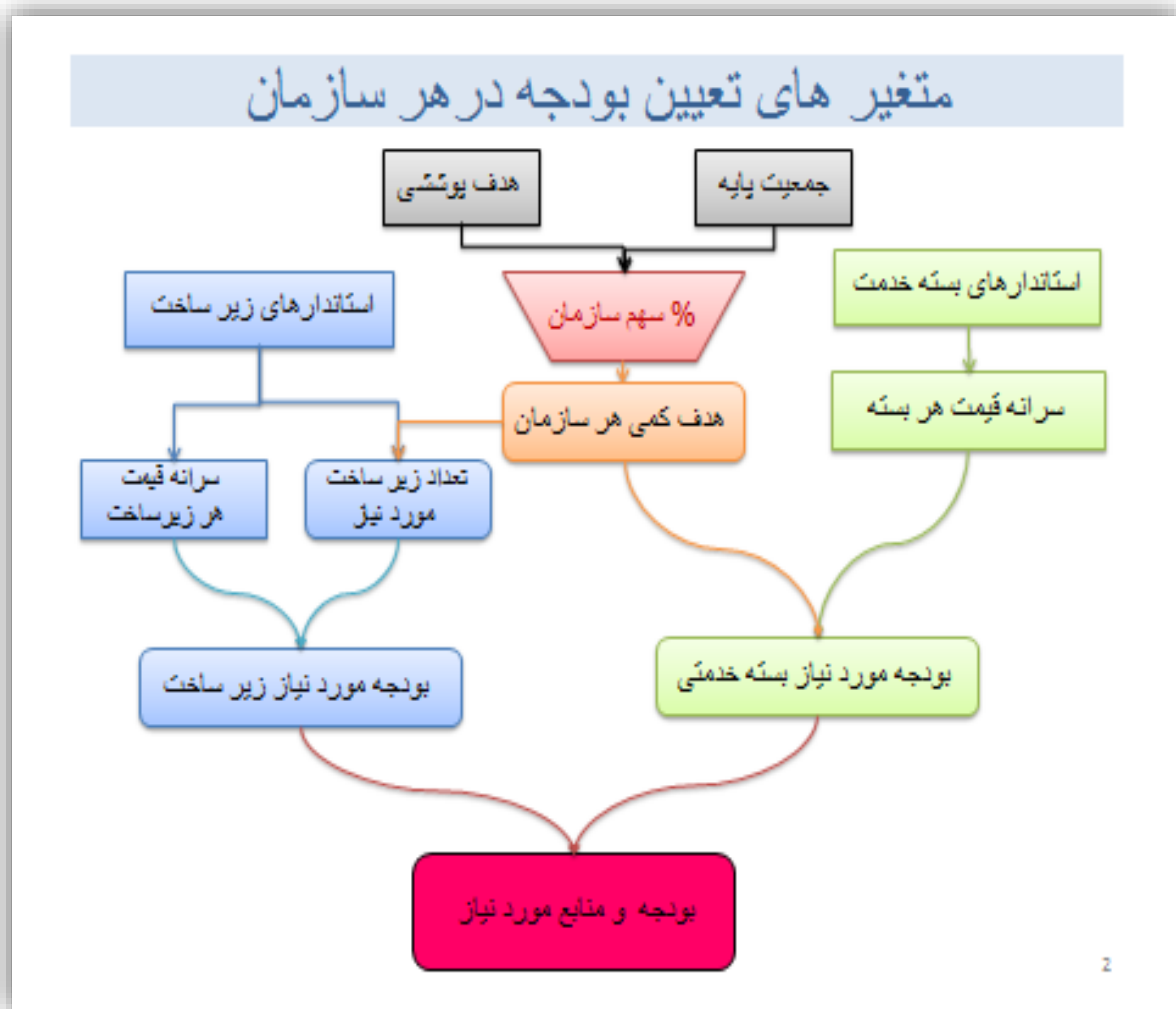 متغیر های تعیین بودجه در هر سازمان
جمعیت پایه
هدف پوششی
استاندارهای بسته خدمت
% سهم سازمان
استاندارهای زیر ساخت
سرانه قیمت هر بسته
هدف کمی هر سازمان
تعداد زیر ساخت
مورد نیاز
سرانه قیمت
هر زیرساخت
بودجه مورد نیاز بسته خدمتی
بودجه مورد نیاز زیر ساخت
بودجه و منابع مورد نیاز
2